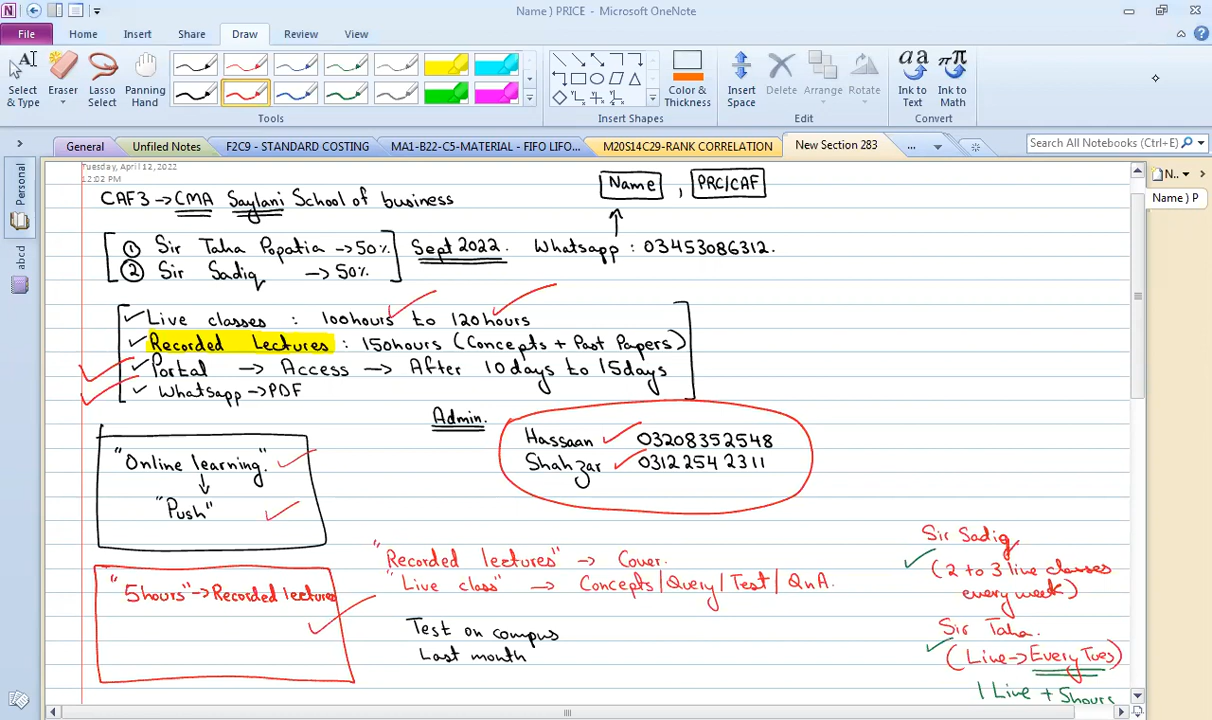 Name ) PRICE - Microsoft OneNote
File Home Insert Share Draw Review View
Select & Type
Eraser
Lasso Select
Panning Hand
Color & Thickness
Insert Space
Delete
Arrange
Rotate
Ink to Text
Ink to Math
Tools
Insert Shapes
Edit
Convert
General
Unfiled Notes
F2C9 - STANDARD COSTING
MA1-B22-C5-MATERIAL - FIFO LIFO...
M20S14C29-RANK CORRELATION
New Section 283
...
Search All Notebooks (Ctrl+E)
Personal
abcd
N..
Name ) P
Tuesday, April 12, 2022
12:02 PM
Name , PRC/CAF
CAF3 → CMA Saylani School of business
① Sir Taha Popatia → 50%
② Sir Sadiq → 50%
Sept 2022.
Whatsapp : 03453086312.
Live classes : 100hours to 120hours
Recorded Lectures : 150hours (Concepts + Past Papers)
Portal → Access → After 10days to 15days
Whatsapp → PDF
Admin.
Hassaan 03208352548
Shahzar 0312 254 2311
"Online learning"
↓
"Push"
"5hours" → Recorded lectures
"Recorded lectures" → Cover.
"Live class" → Concepts | Query | Test | QnA.
Test on campus
Last month
Sir Sadiq
(2 to 3 live classes
every week)
Sir Taha.
(Live → Every Tues)
1 Live + 5hours